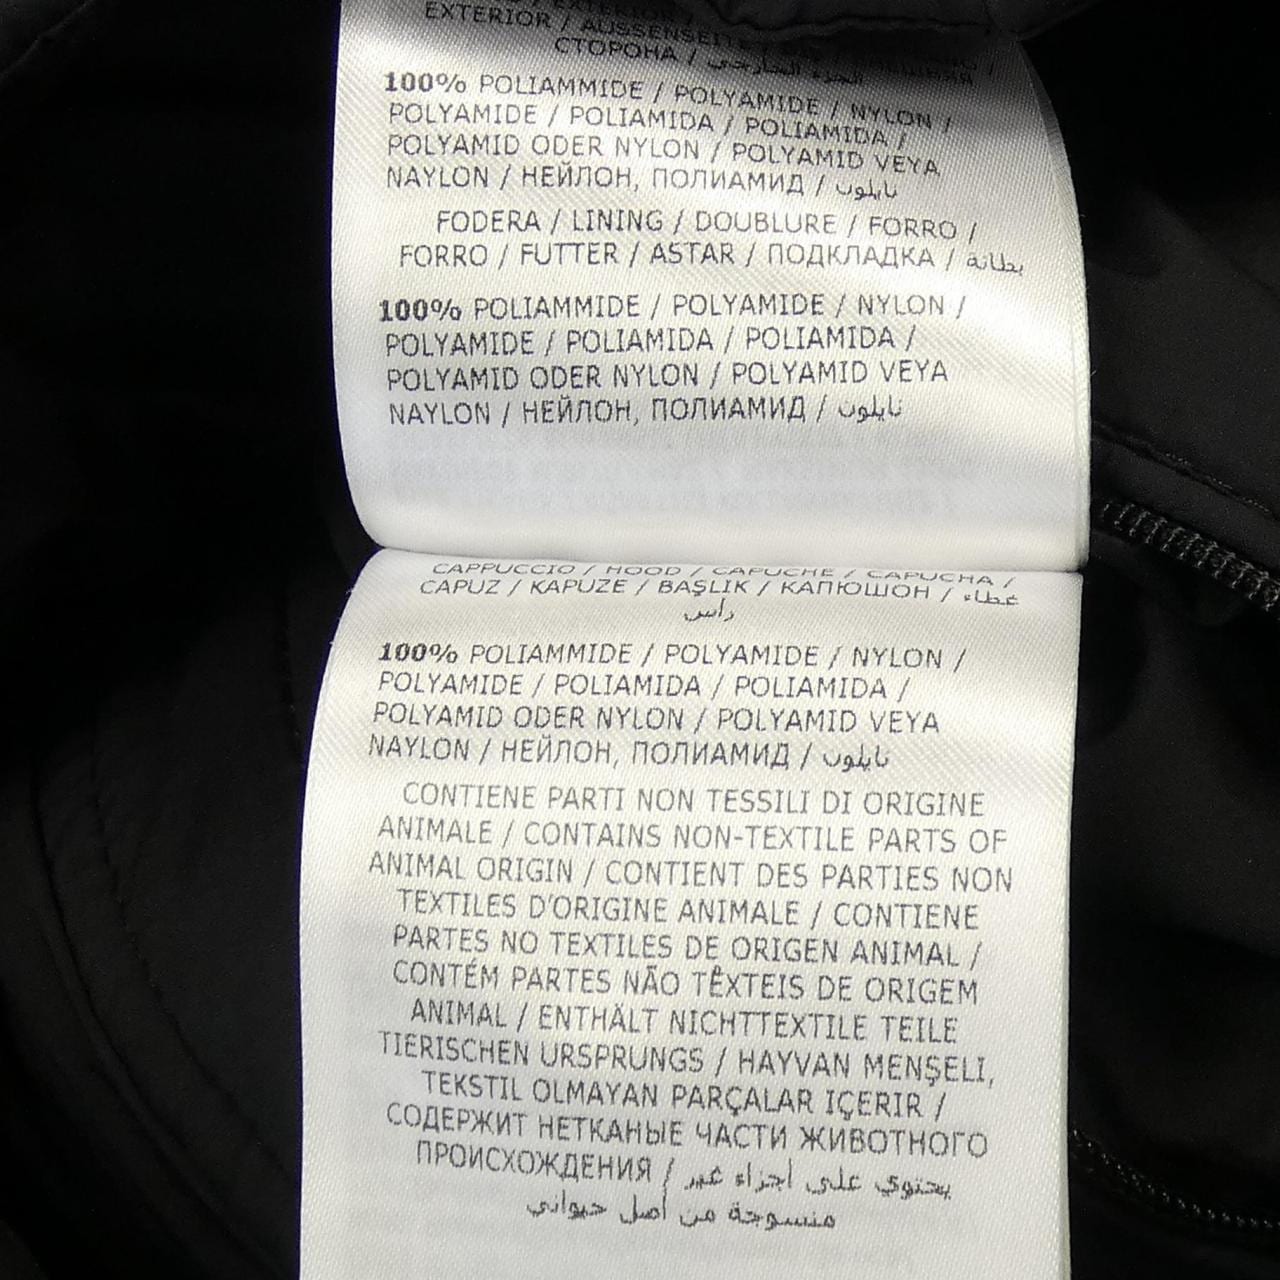 EXTERIOR / AUSSENSEITE /
СТОРОНА / الجزء الخارجي
100% POLIAMMIDE / POLYAMIDE / NYLON /
POLYAMIDE / POLIAMIDA / POLIAMIDA /
POLYAMID ODER NYLON / POLYAMID VEYA
NAYLON / НЕЙЛОН, ПОЛИАМИД / نايلون
FODERA / LINING / DOUBLURE / FORRO /
FORRO / FUTTER / ASTAR / ПОДКЛАДКА / بطانة
100% POLIAMMIDE / POLYAMIDE / NYLON /
POLYAMIDE / POLIAMIDA / POLIAMIDA /
POLYAMID ODER NYLON / POLYAMID VEYA
NAYLON / НЕЙЛОН, ПОЛИАМИД / نايلون
CAPPUCCIO / HOOD / CAPUCHE / CAPUCHA /
CAPUZ / KAPUZE / BAŞLIK / КАПЮШОН / غطاء
راس
100% POLIAMMIDE / POLYAMIDE / NYLON /
POLYAMIDE / POLIAMIDA / POLIAMIDA /
POLYAMID ODER NYLON / POLYAMID VEYA
NAYLON / НЕЙЛОН, ПОЛИАМИД / نايلون
CONTIENE PARTI NON TESSILI DI ORIGINE
ANIMALE / CONTAINS NON-TEXTILE PARTS OF
ANIMAL ORIGIN / CONTIENT DES PARTIES NON
TEXTILES D'ORIGINE ANIMALE / CONTIENE
PARTES NO TEXTILES DE ORIGEN ANIMAL /
CONTÉM PARTES NÃO TÊXTEIS DE ORIGEM
ANIMAL / ENTHÄLT NICHTTEXTILE TEILE
TIERISCHEN URSPRUNGS / HAYVAN MENŞELI,
TEKSTIL OLMAYAN PARÇALAR IÇERIR /
СОДЕРЖИТ НЕТКАНЫЕ ЧАСТИ ЖИВОТНОГО
ПРОИСХОЖДЕНИЯ / يحتوي على أجزاء غير
منسوجة من أصل حيواني